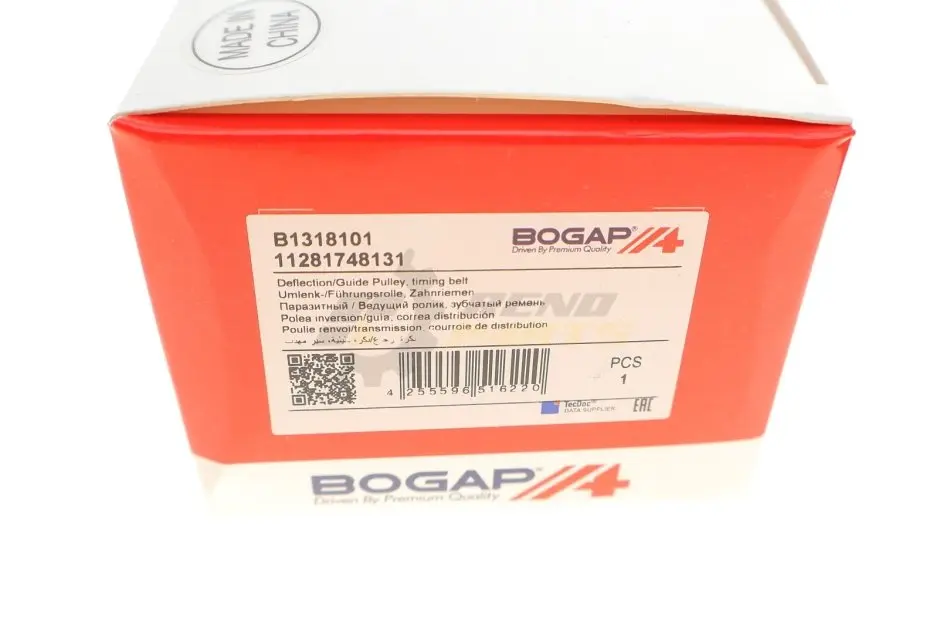 MADE IN
CHINA
B1318101
11281748131
BOGAP
Driven By Premium Quality
Deflection/Guide Pulley, timing belt
Umlenk-/Führungsrolle, Zahnriemen
Паразитный / Ведущий ролик, зубчатый ремень
Polea inversión/guía, correa distribución
Poulie renvoi/transmission, courroie de distribution
PARTS
4 255596 516220
PCS
1
TecDoc
DATA SUPPLIER
EAC
BOGAP
Driven By Premium Quality